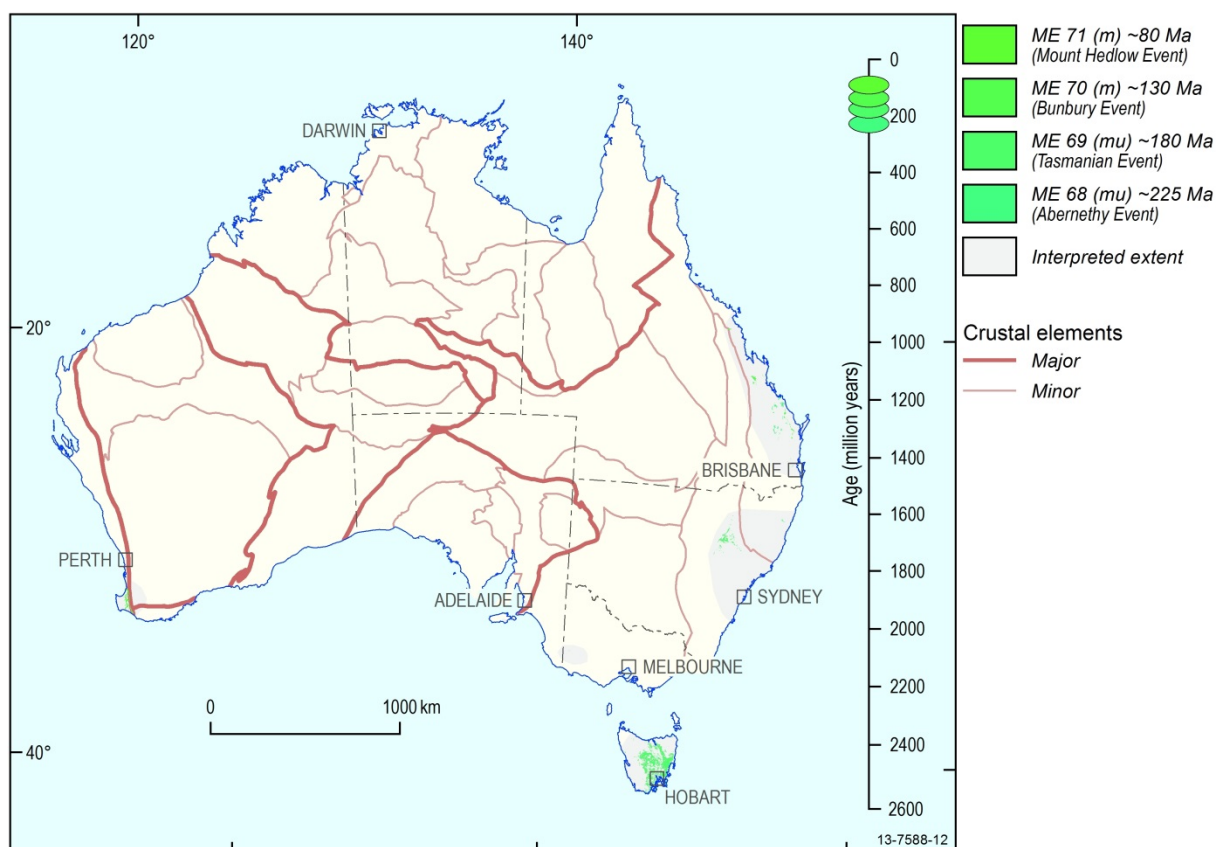 120°
140°
20°
40°
DARWIN
PERTH
ADELAIDE
BRISBANE
SYDNEY
MELBOURNE
HOBART
0
1000 km
Age (million years)
0
200
400
600
800
1000
1200
1400
1600
1800
2000
2200
2400
2600
13-7588-12
ME 71 (m) ~80 Ma
(Mount Hedlow Event)
ME 70 (m) ~130 Ma
(Bunbury Event)
ME 69 (mu) ~180 Ma
(Tasmanian Event)
ME 68 (mu) ~225 Ma
(Abernethy Event)
Interpreted extent
Crustal elements
Major
Minor